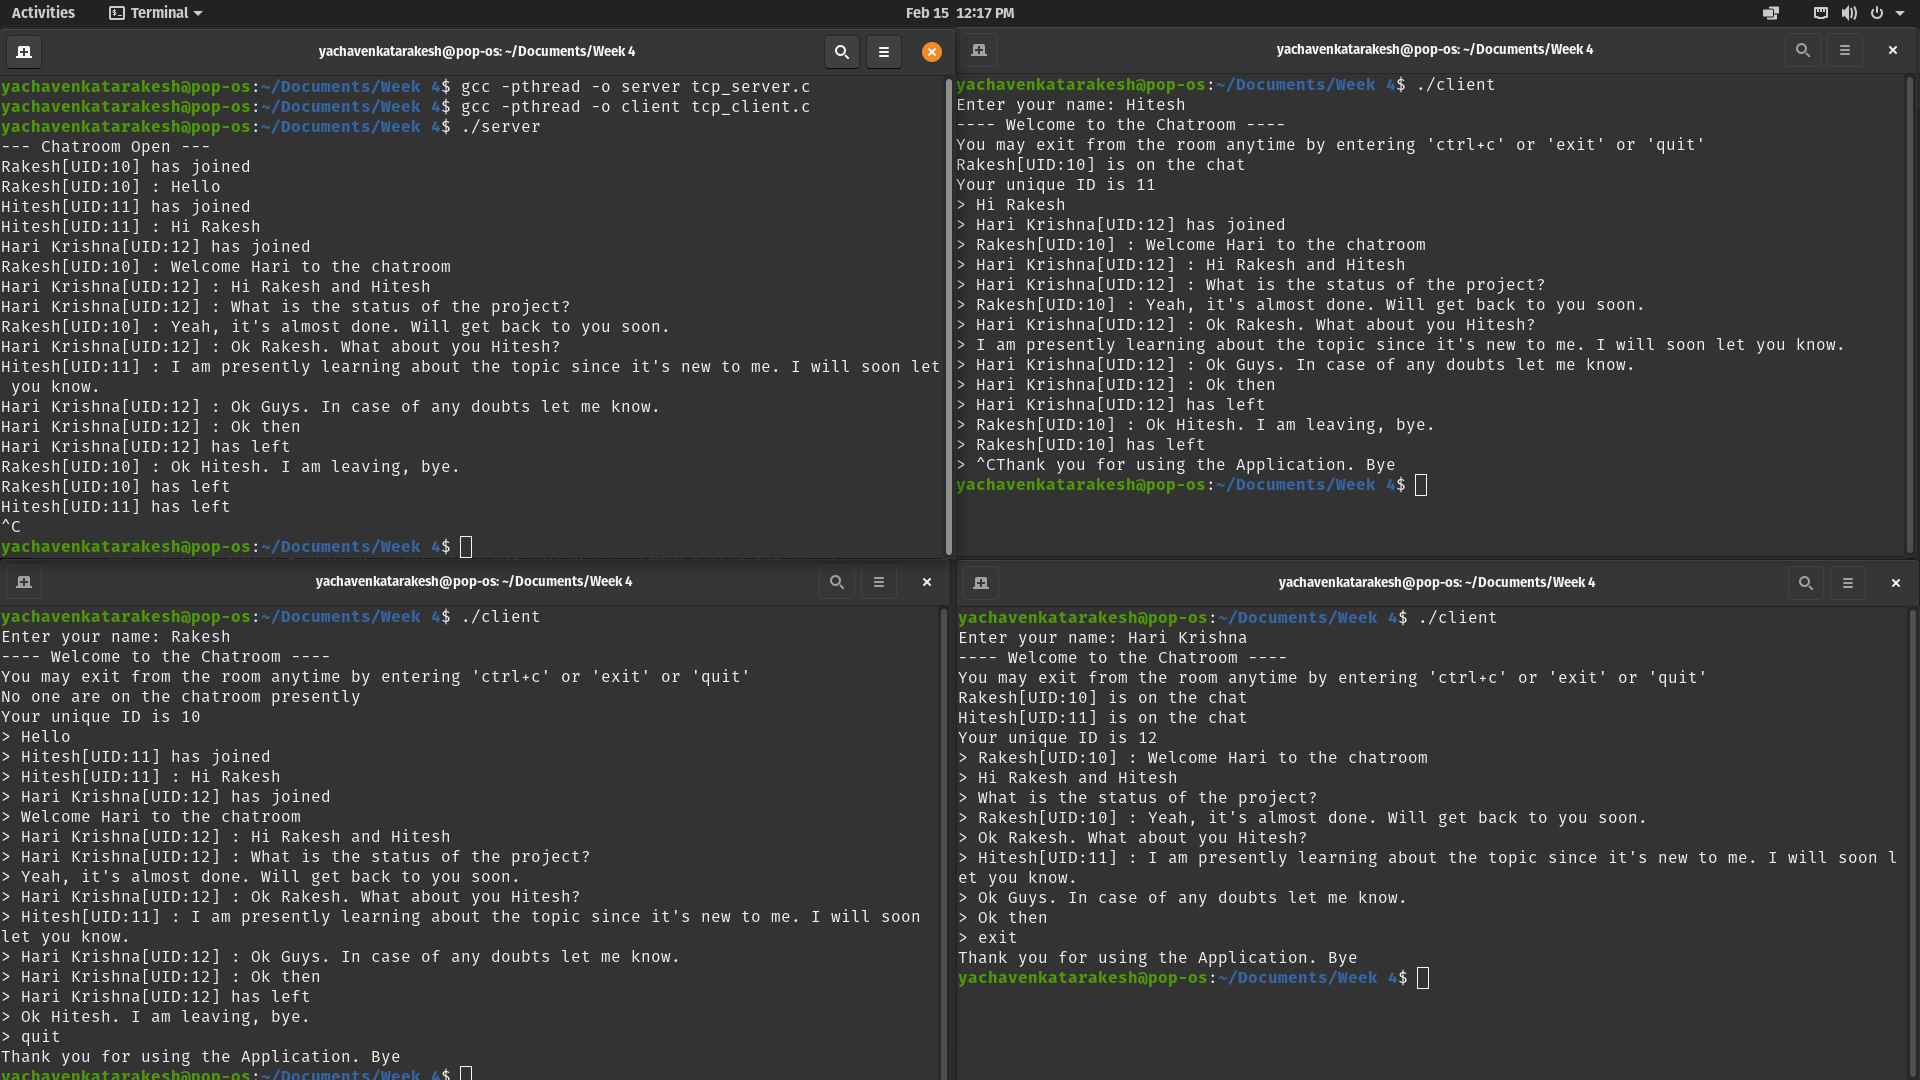 Activities Terminal Feb 15 12:17 PM
yachavenkatarakesh@pop-os: ~/Documents/Week 4
yachavenkatarakesh@pop-os:~/Documents/Week 4$ gcc -pthread -o server tcp_server.c
yachavenkatarakesh@pop-os:~/Documents/Week 4$ gcc -pthread -o client tcp_client.c
yachavenkatarakesh@pop-os:~/Documents/Week 4$ ./server
--- Chatroom Open ---
Rakesh[UID:10] has joined
Rakesh[UID:10] : Hello
Hitesh[UID:11] has joined
Hitesh[UID:11] : Hi Rakesh
Hari Krishna[UID:12] has joined
Rakesh[UID:10] : Welcome Hari to the chatroom
Hari Krishna[UID:12] : Hi Rakesh and Hitesh
Hari Krishna[UID:12] : What is the status of the project?
Rakesh[UID:10] : Yeah, it's almost done. Will get back to you soon.
Hari Krishna[UID:12] : Ok Rakesh. What about you Hitesh?
Hitesh[UID:11] : I am presently learning about the topic since it's new to me. I will soon let
 you know.
Hari Krishna[UID:12] : Ok Guys. In case of any doubts let me know.
Hari Krishna[UID:12] : Ok then
Hari Krishna[UID:12] has left
Rakesh[UID:10] : Ok Hitesh. I am leaving, bye.
Rakesh[UID:10] has left
Hitesh[UID:11] has left
^C
yachavenkatarakesh@pop-os:~/Documents/Week 4$
yachavenkatarakesh@pop-os: ~/Documents/Week 4
yachavenkatarakesh@pop-os:~/Documents/Week 4$ ./client
Enter your name: Hitesh
---- Welcome to the Chatroom ----
You may exit from the room anytime by entering 'ctrl+c' or 'exit' or 'quit'
Rakesh[UID:10] is on the chat
Your unique ID is 11
> Hi Rakesh
> Hari Krishna[UID:12] has joined
> Rakesh[UID:10] : Welcome Hari to the chatroom
> Hari Krishna[UID:12] : Hi Rakesh and Hitesh
> Hari Krishna[UID:12] : What is the status of the project?
> Rakesh[UID:10] : Yeah, it's almost done. Will get back to you soon.
> Hari Krishna[UID:12] : Ok Rakesh. What about you Hitesh?
> I am presently learning about the topic since it's new to me. I will soon let you know.
> Hari Krishna[UID:12] : Ok Guys. In case of any doubts let me know.
> Hari Krishna[UID:12] : Ok then
> Hari Krishna[UID:12] has left
> Rakesh[UID:10] : Ok Hitesh. I am leaving, bye.
> Rakesh[UID:10] has left
> ^CThank you for using the Application. Bye
yachavenkatarakesh@pop-os:~/Documents/Week 4$
yachavenkatarakesh@pop-os: ~/Documents/Week 4
yachavenkatarakesh@pop-os:~/Documents/Week 4$ ./client
Enter your name: Rakesh
---- Welcome to the Chatroom ----
You may exit from the room anytime by entering 'ctrl+c' or 'exit' or 'quit'
No one are on the chatroom presently
Your unique ID is 10
> Hello
> Hitesh[UID:11] has joined
> Hitesh[UID:11] : Hi Rakesh
> Hari Krishna[UID:12] has joined
> Welcome Hari to the chatroom
> Hari Krishna[UID:12] : Hi Rakesh and Hitesh
> Hari Krishna[UID:12] : What is the status of the project?
> Yeah, it's almost done. Will get back to you soon.
> Hari Krishna[UID:12] : Ok Rakesh. What about you Hitesh?
> Hitesh[UID:11] : I am presently learning about the topic since it's new to me. I will soon
let you know.
> Hari Krishna[UID:12] : Ok Guys. In case of any doubts let me know.
> Hari Krishna[UID:12] : Ok then
> Hari Krishna[UID:12] has left
> Ok Hitesh. I am leaving, bye.
> quit
Thank you for using the Application. Bye
yachavenkatarakesh@pop-os:~/Documents/Week 4$
yachavenkatarakesh@pop-os: ~/Documents/Week 4
yachavenkatarakesh@pop-os:~/Documents/Week 4$ ./client
Enter your name: Hari Krishna
---- Welcome to the Chatroom ----
You may exit from the room anytime by entering 'ctrl+c' or 'exit' or 'quit'
Rakesh[UID:10] is on the chat
Hitesh[UID:11] is on the chat
Your unique ID is 12
> Rakesh[UID:10] : Welcome Hari to the chatroom
> Hi Rakesh and Hitesh
> What is the status of the project?
> Rakesh[UID:10] : Yeah, it's almost done. Will get back to you soon.
> Ok Rakesh. What about you Hitesh?
> Hitesh[UID:11] : I am presently learning about the topic since it's new to me. I will soon l
et you know.
> Ok Guys. In case of any doubts let me know.
> Ok then
> exit
Thank you for using the Application. Bye
yachavenkatarakesh@pop-os:~/Documents/Week 4$